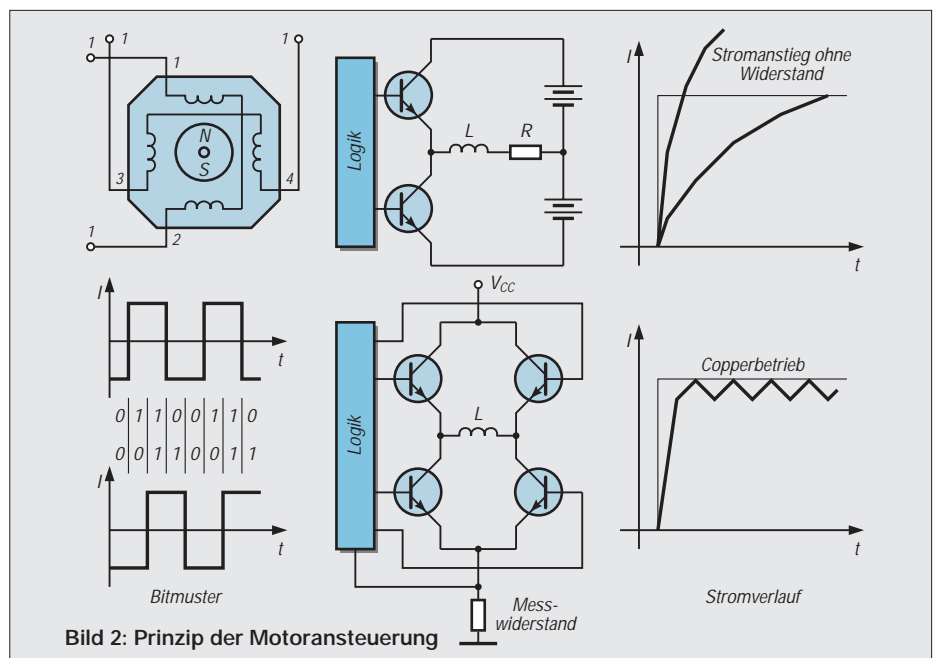 1
1
1
1
N
S
3
4
1
2
Logik
L
R
I
Stromanstieg ohne
Widerstand
t
I
t
0 1 1 0 0 1 1 0
0 0 1 1 0 0 1 1
I
t
Bitmuster
VCC
Logik
L
Mess-
widerstand
I
Copperbetrieb
t
Stromverlauf
Bild 2: Prinzip der Motoransteuerung